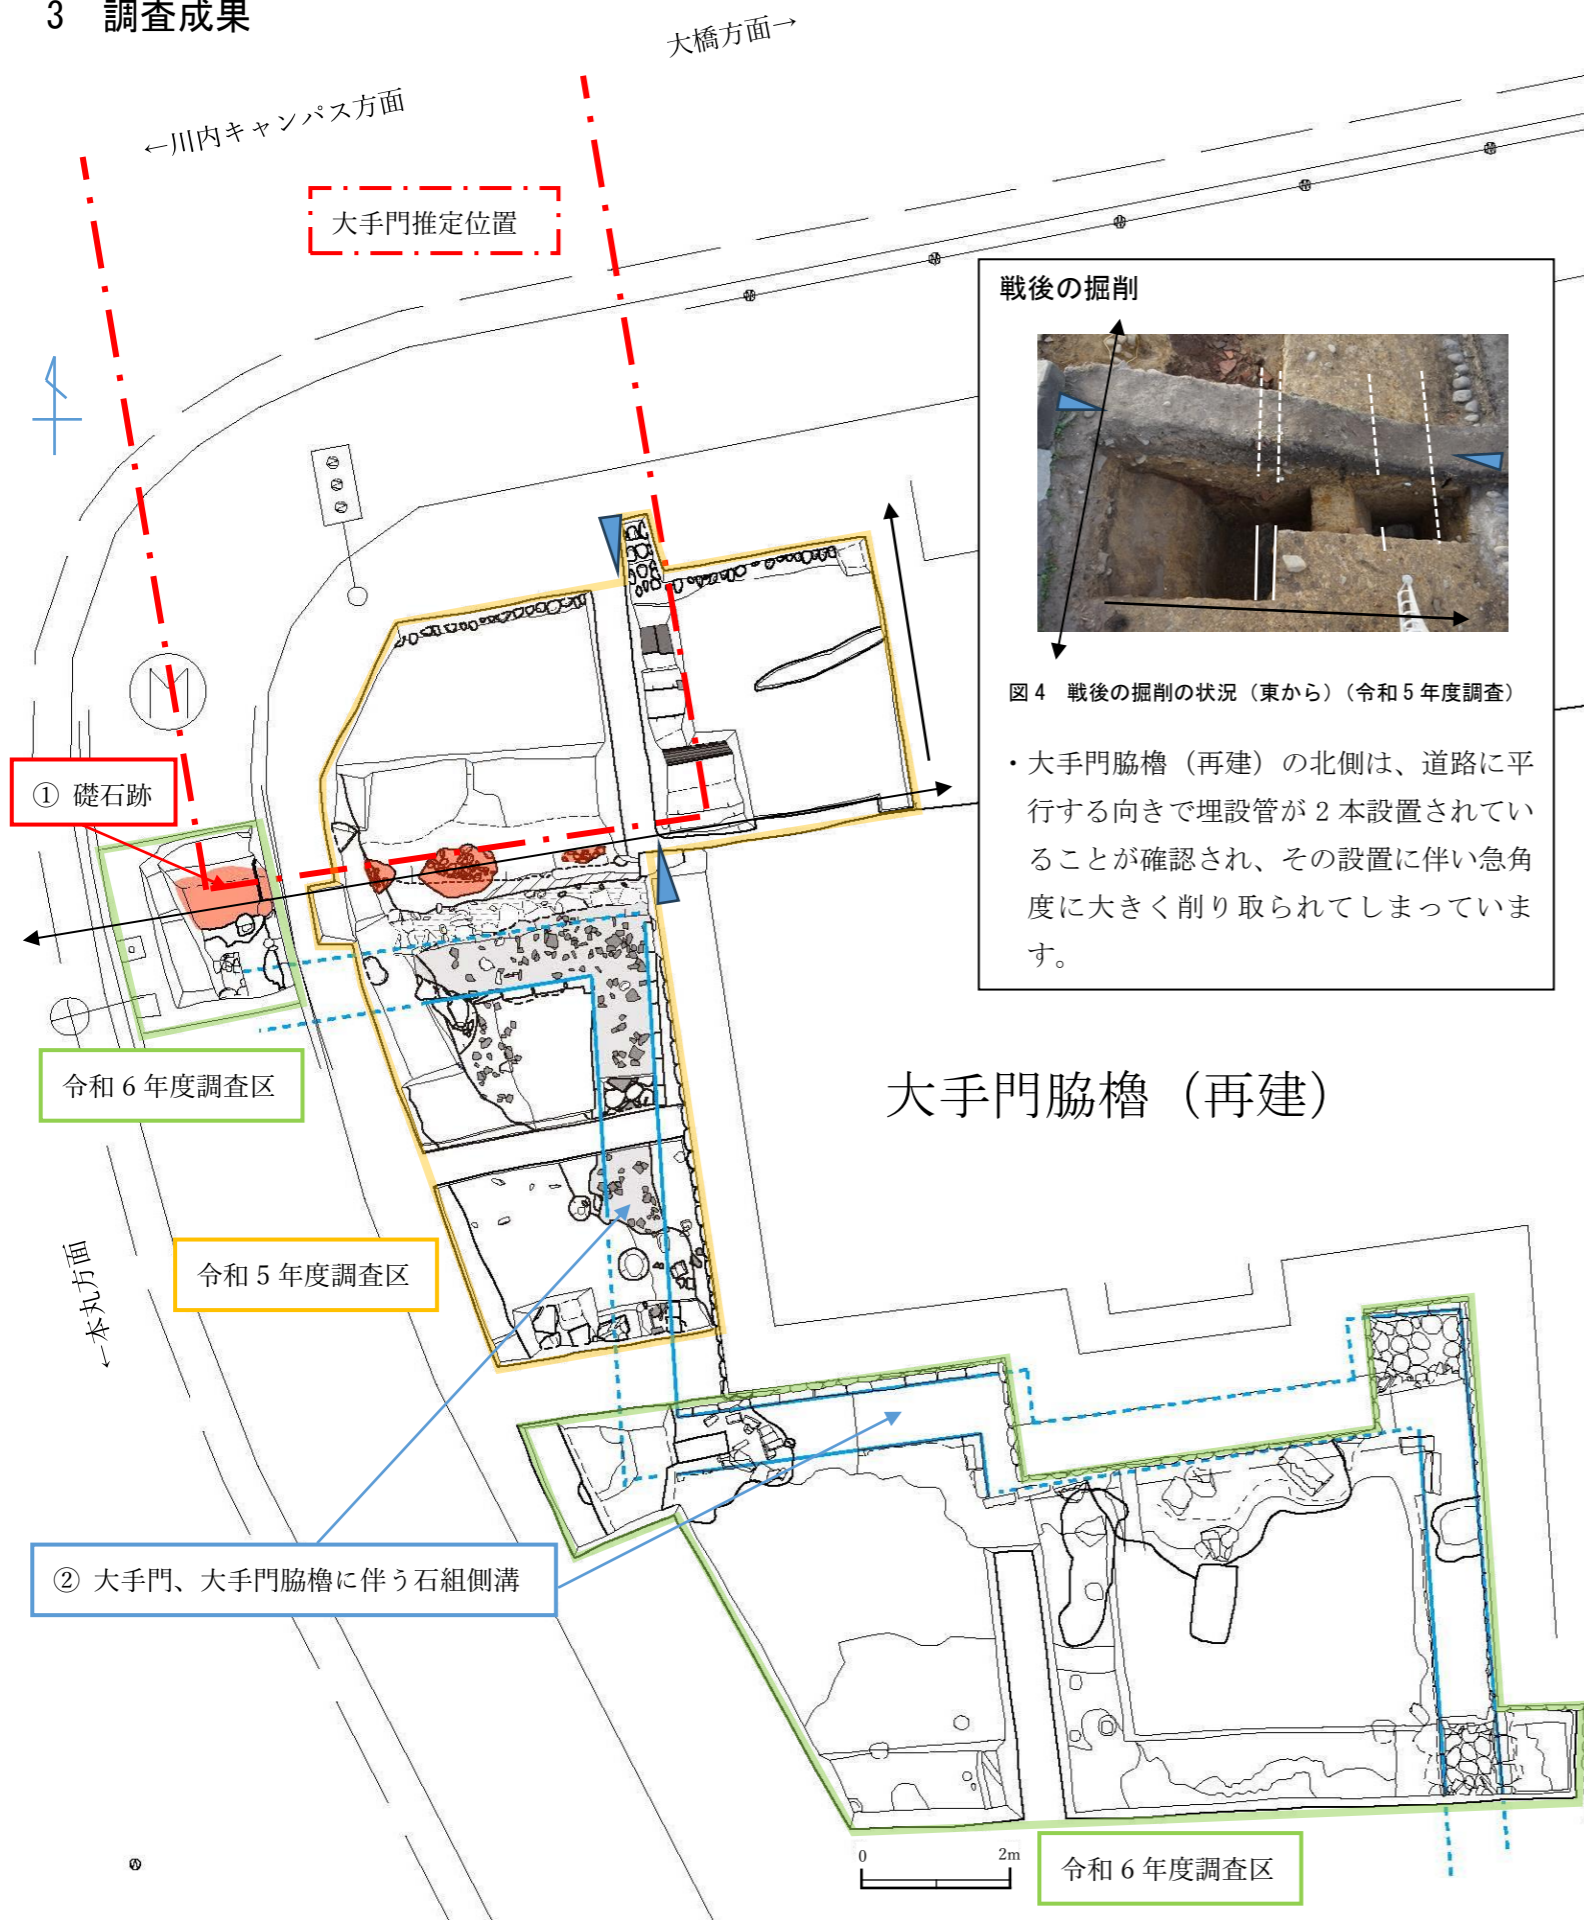 3 調査成果
大橋方面→
←川内キャンパス方面
大手門推定位置
① 礎石跡
令和 6 年度調査区
令和 5 年度調査区
←本丸方面
② 大手門、大手門脇櫓に伴う石組側溝
大手門脇櫓（再建）
戦後の掘削
図 4 戦後の掘削の状況（東から）（令和 5 年度調査）
・大手門脇櫓（再建）の北側は、道路に平
行する向きで埋設管が 2 本設置されてい
ることが確認され、その設置に伴い急角
度に大きく削り取られてしまっていま
す。
0 2m
令和 6 年度調査区